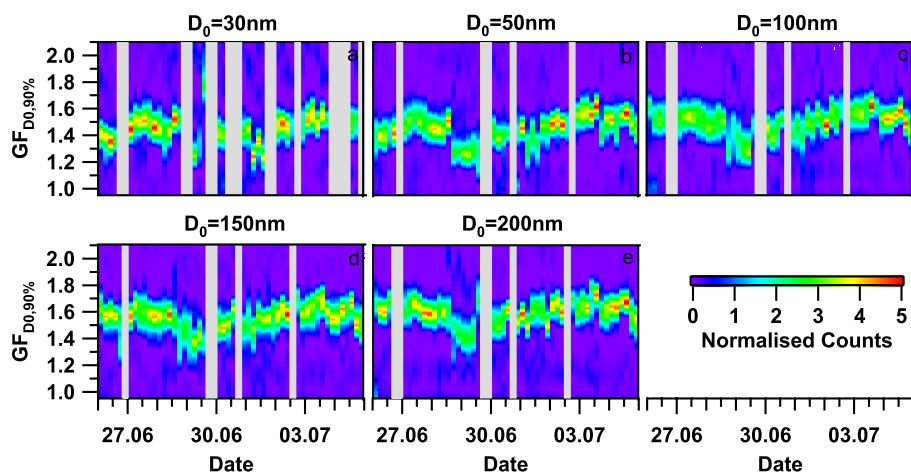 D0=30nm
D0=50nm
D0=100nm
2.0
1.8
1.6
1.4
1.2
1.0
GFD0,90%
a
b
c
D0=150nm
D0=200nm
2.0
1.8
1.6
1.4
1.2
1.0
GFD0,90%
d
e
0 1 2 3 4 5
Normalised Counts
27.06 30.06 03.07
27.06 30.06 03.07
27.06 30.06 03.07
Date
Date
Date